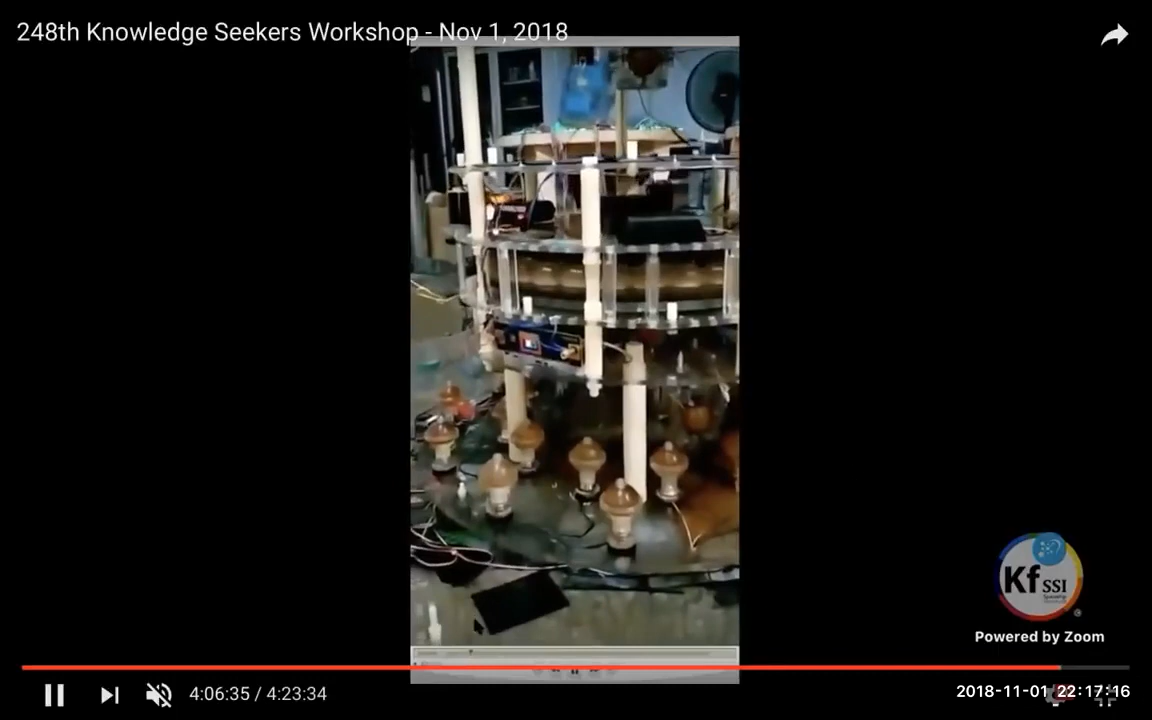 248th Knowledge Seekers Workshop - Nov 1, 2018
Kf SSI
Powered by Zoom
4:06:35 / 4:23:34
2018-11-01 22:17:16